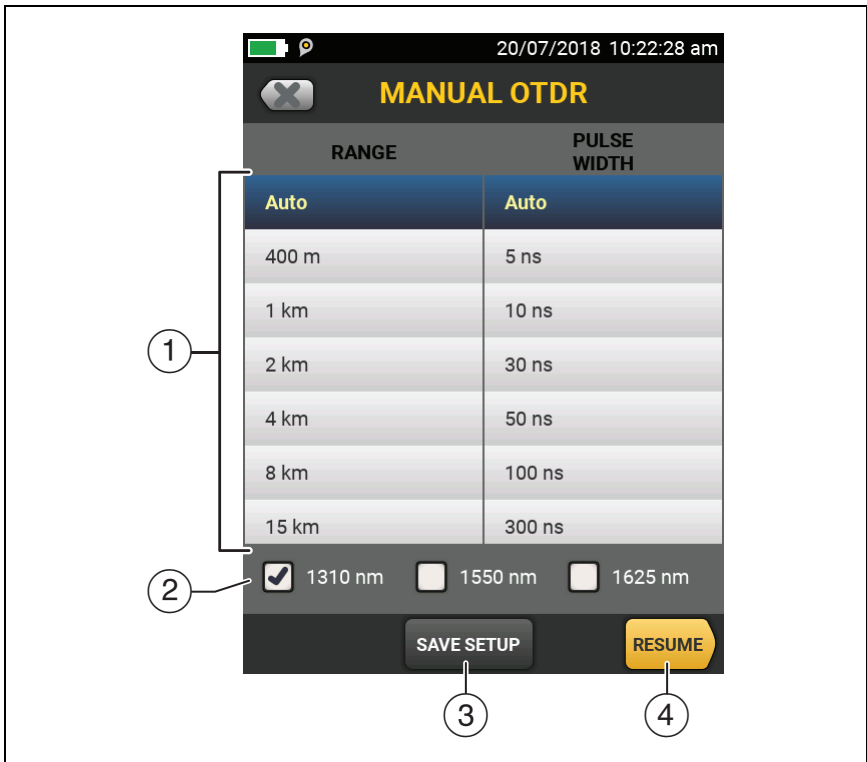 20/07/2018 10:22:28 am
MANUAL OTDR
RANGE
PULSE
WIDTH
Auto Auto
400 m 5 ns
1 km 10 ns
2 km 30 ns
4 km 50 ns
8 km 100 ns
15 km 300 ns
1310 nm 1550 nm 1625 nm
SAVE SETUP RESUME
1
2
3 4